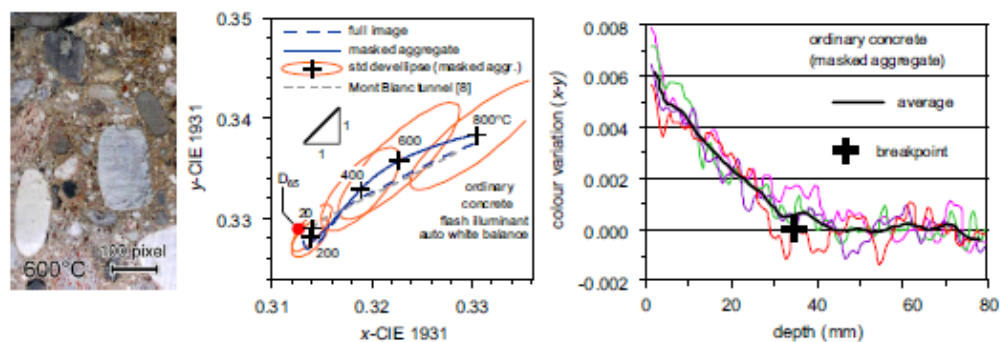 600°C
100 pixel
0.35
0.34
0.33
y-CIE 1931
full image
masked aggregate
std devellipse (masked aggr.)
Mont Blanc tunnel [8]
1
1
800°C
600
400
D65
20
200
ordinary
concrete
flash illuminant
auto white balance
0.31
0.32
0.33
x-CIE 1931
0.008
0.006
0.004
0.002
0.000
-0.002
colour variation (x-y)
ordinary concrete
(masked aggregate)
average
breakpoint
0
20
40
60
80
depth (mm)